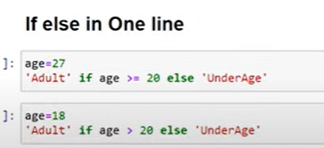 If else in One line
]: age=27
'Adult' if age >= 20 else 'UnderAge'
]: age=18
'Adult' if age > 20 else 'UnderAge'